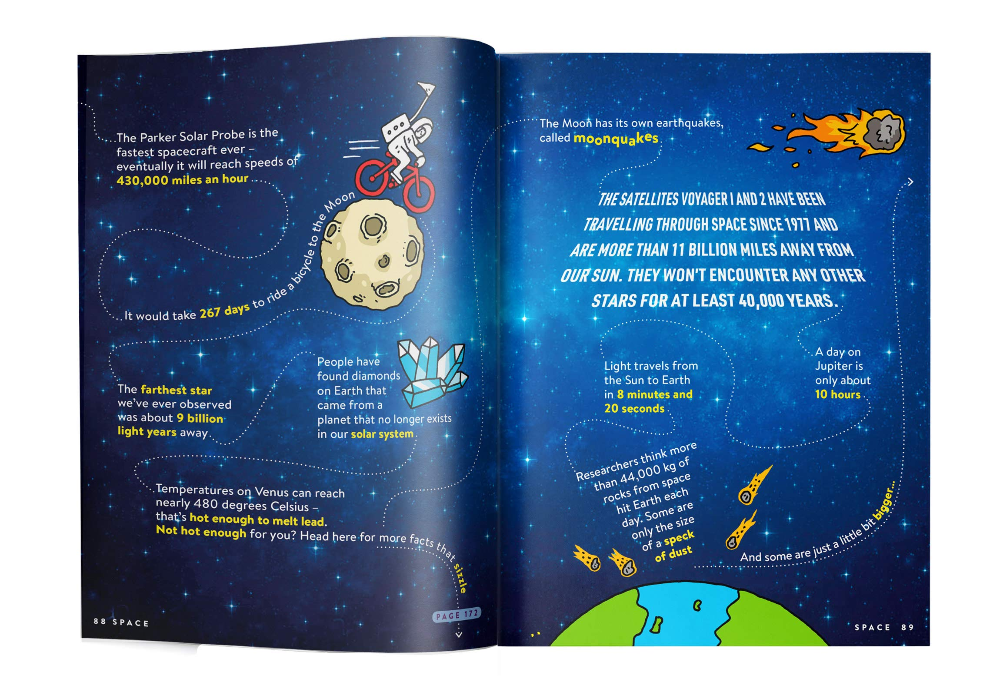 The Parker Solar Probe is the
fastest spacecraft ever –
eventually it will reach speeds of
430,000 miles an hour
It would take 267 days to ride a bicycle to the Moon
The farthest star
we've ever observed
was about 9 billion
light years away
People have
found diamonds
on Earth that
came from a
planet that no longer exists
in our solar system
Temperatures on Venus can reach
nearly 480 degrees Celsius –
that's hot enough to melt lead.
Not hot enough for you? Head here for more facts that sizzle
PAGE 172
88 SPACE
The Moon has its own earthquakes,
called moonquakes
THE SATELLITES VOYAGER 1 AND 2 HAVE BEEN
TRAVELLING THROUGH SPACE SINCE 1977 AND
ARE MORE THAN 11 BILLION MILES AWAY FROM
OUR SUN. THEY WON'T ENCOUNTER ANY OTHER
STARS FOR AT LEAST 40,000 YEARS.
A day on
Jupiter is
only about
10 hours
Light travels from
the Sun to Earth
in 8 minutes and
20 seconds
Researchers think more
than 44,000 kg of
rocks from space
hit Earth each
day. Some are
only the size
of a speck
of dust
And some are just a little bit bigger...
SPACE 89